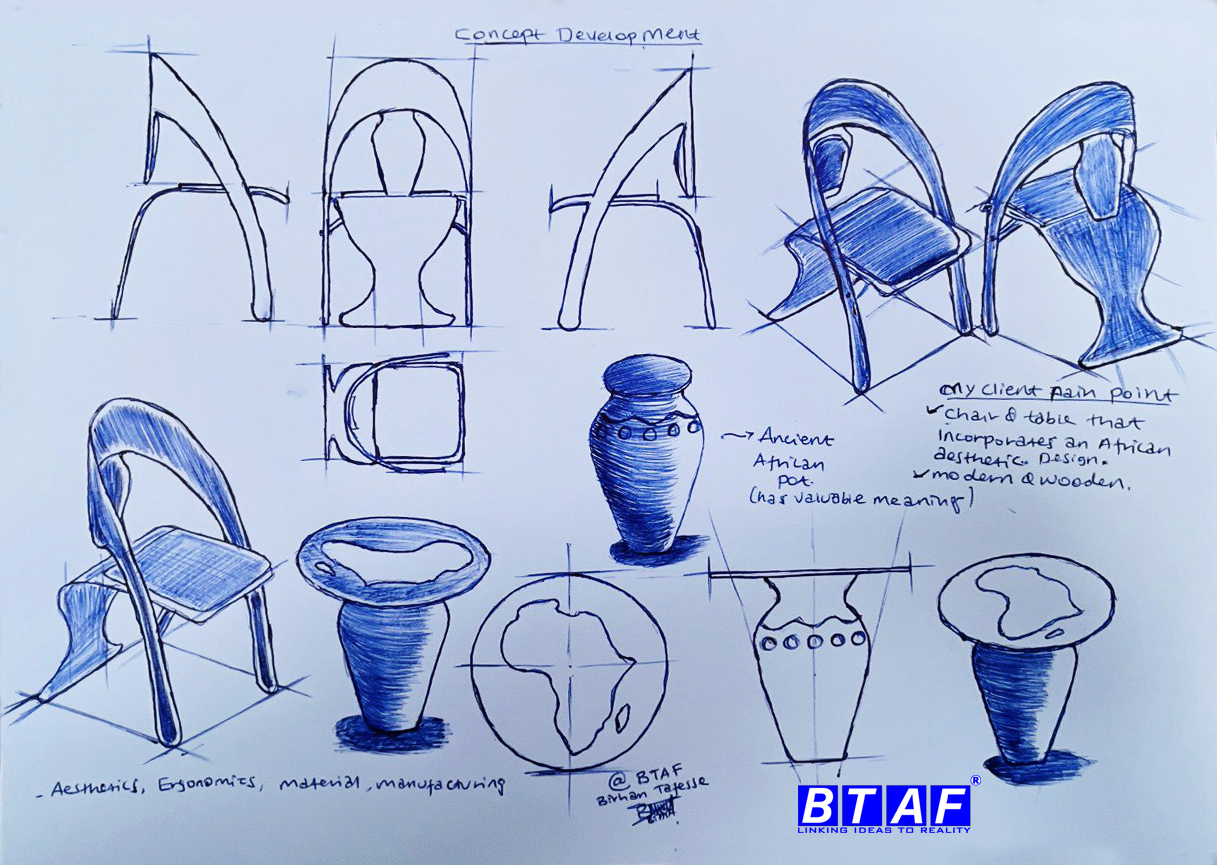 Concept Development
My client pain point
✓ Chair & table that
incorporates an African
aesthetic Design.
✓ modern & wooden.
→ Ancient
African
pot.
(has valuable meaning)
- Aesthetics, Ergonomics, material, manufacturing
@ BTAF
Birhan Tafesse
BTAF®
LINKING IDEAS TO REALITY